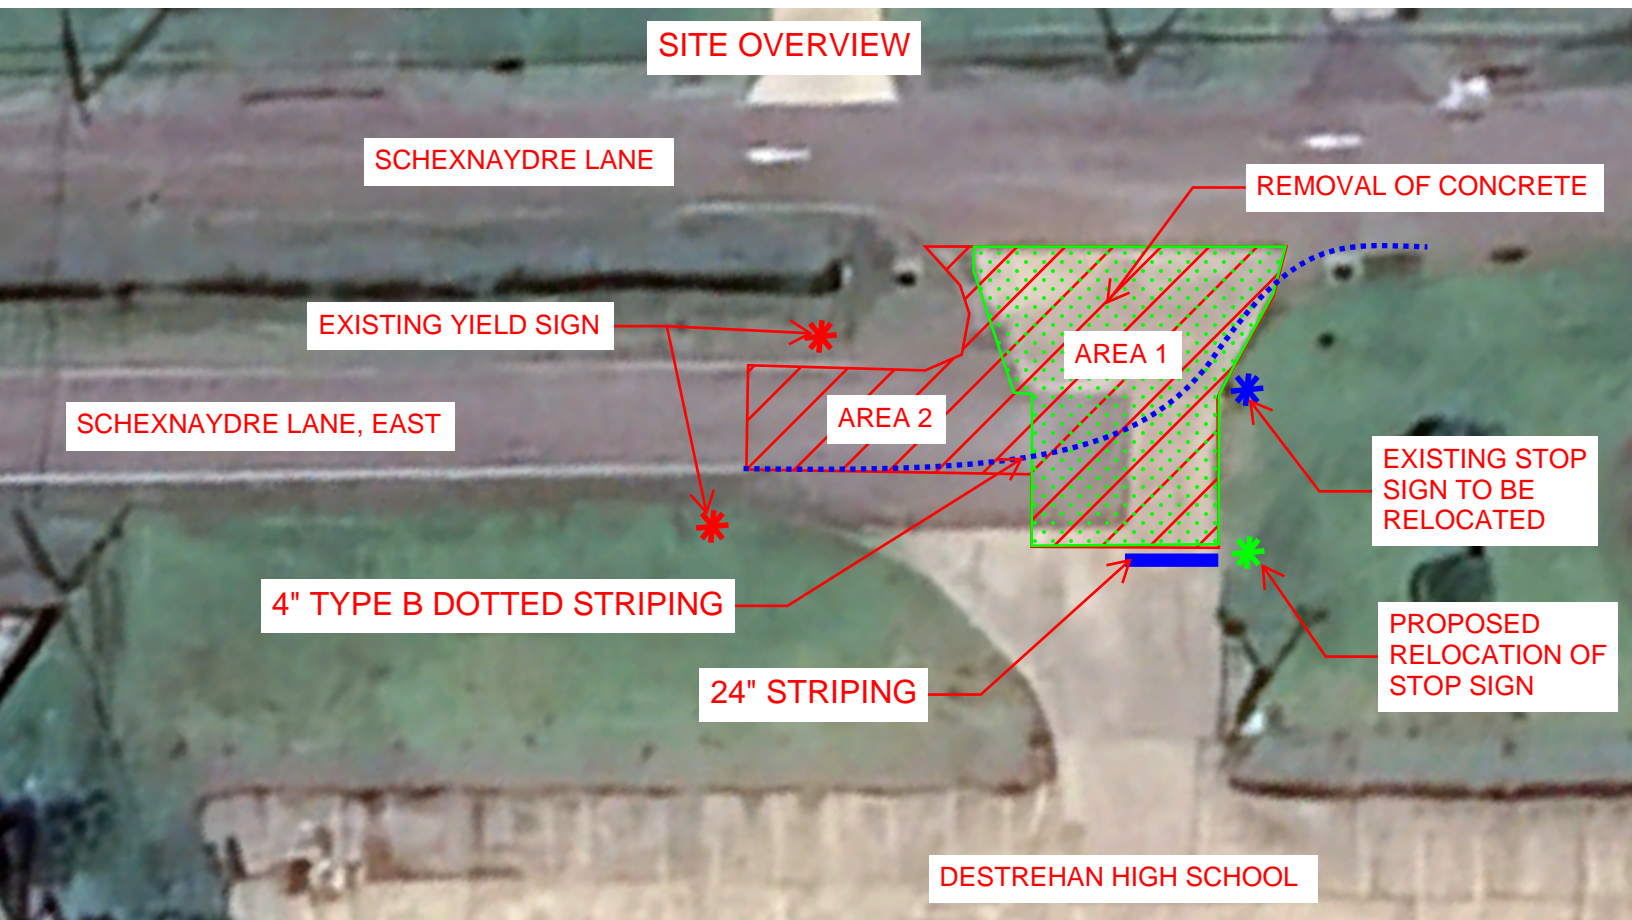 SITE OVERVIEW
SCHEXNAYDRE LANE
REMOVAL OF CONCRETE
EXISTING YIELD SIGN
AREA 1
SCHEXNAYDRE LANE, EAST
AREA 2
EXISTING STOP
SIGN TO BE
RELOCATED
4" TYPE B DOTTED STRIPING
24" STRIPING
PROPOSED
RELOCATION OF
STOP SIGN
DESTREHAN HIGH SCHOOL